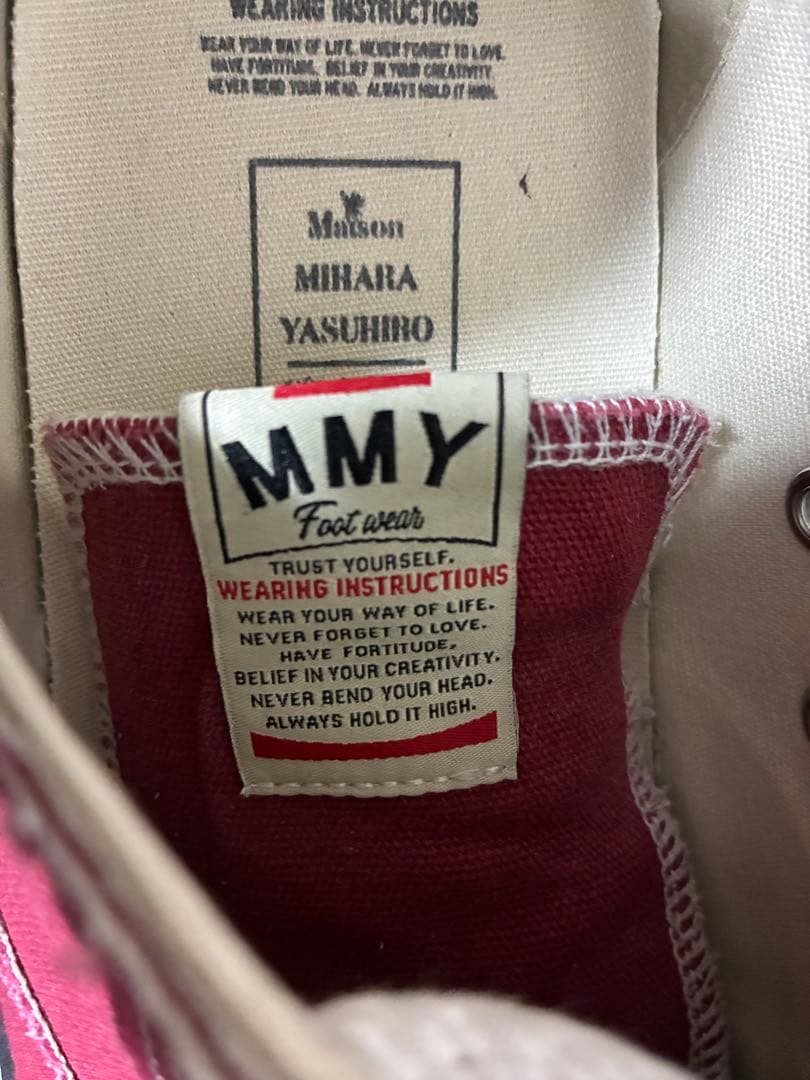 WEARING INSTRUCTIONS
WEAR YOUR WAY OF LIFE. NEVER FORGET TO LOVE.
HAVE FORTITUDE, BELIEF IN YOUR CREATIVITY.
NEVER BEND YOUR HEAD. ALWAYS HOLD IT HIGH.
Maison
MIHARA
YASUHIRO
MMY
Foot wear
TRUST YOURSELF.
WEARING INSTRUCTIONS
WEAR YOUR WAY OF LIFE.
NEVER FORGET TO LOVE.
HAVE FORTITUDE,
BELIEF IN YOUR CREATIVITY.
NEVER BEND YOUR HEAD.
ALWAYS HOLD IT HIGH.